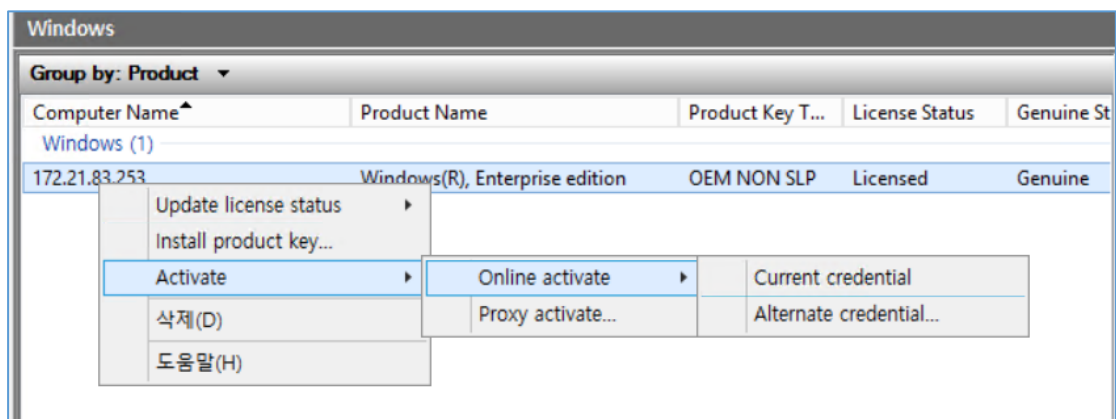 Windows
Group by: Product
Computer Name Product Name Product Key T... License Status Genuine St
Windows (1)
172.21.83.253 Windows(R), Enterprise edition OEM NON SLP Licensed Genuine
Update license status
Install product key...
Activate Online activate Current credential
삭제(D) Proxy activate... Alternate credential...
도움말(H)